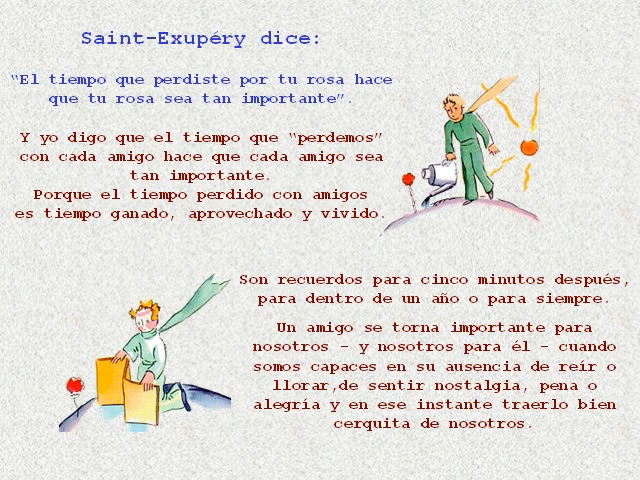 Saint-Exupéry dice:
“El tiempo que perdiste por tu rosa hace
que tu rosa sea tan importante”.
Y yo digo que el tiempo que “perdemos”
con cada amigo hace que cada amigo sea
tan importante.
Porque el tiempo perdido con amigos
es tiempo ganado, aprovechado y vivido.
Son recuerdos para cinco minutos después,
para dentro de un año o para siempre.
Un amigo se torna importante para
nosotros – y nosotros para él – cuando
somos capaces en su ausencia de reír o
llorar,de sentir nostalgia, pena o
alegría y en ese instante traerlo bien
cerquita de nosotros.